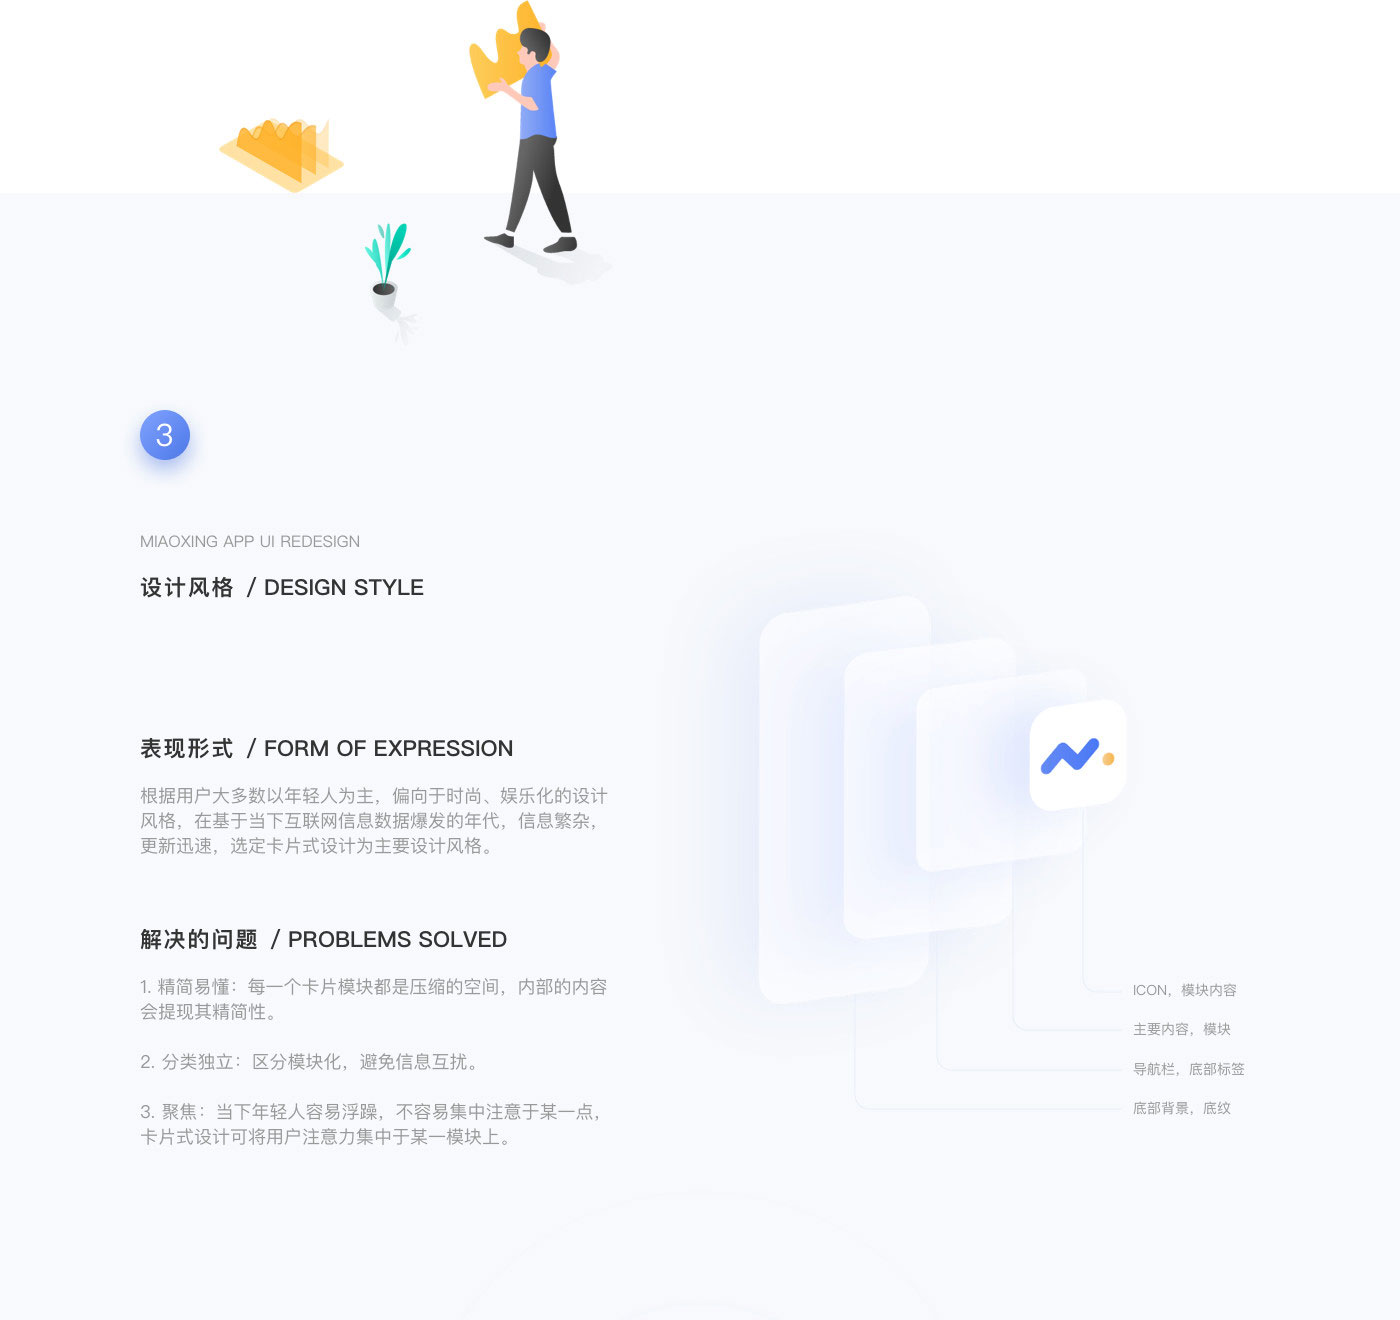 3
MIAOXING APP UI REDESIGN
设计风格 / DESIGN STYLE
表现形式 / FORM OF EXPRESSION
根据用户大多数以年轻人为主，偏向于时尚、娱乐化的设计
风格，在基于当下互联网信息数据爆发的年代，信息繁杂，
更新迅速，选定卡片式设计为主要设计风格。
解决的问题 / PROBLEMS SOLVED
1. 精简易懂：每一个卡片模块都是压缩的空间，内部的内容
会提现其精简性。
2. 分类独立：区分模块化，避免信息互扰。
3. 聚焦：当下年轻人容易浮躁，不容易集中注意于某一点，
卡片式设计可将用户注意力集中于某一模块上。
ICON，模块内容
主要内容，模块
导航栏，底部标签
底部背景，底纹